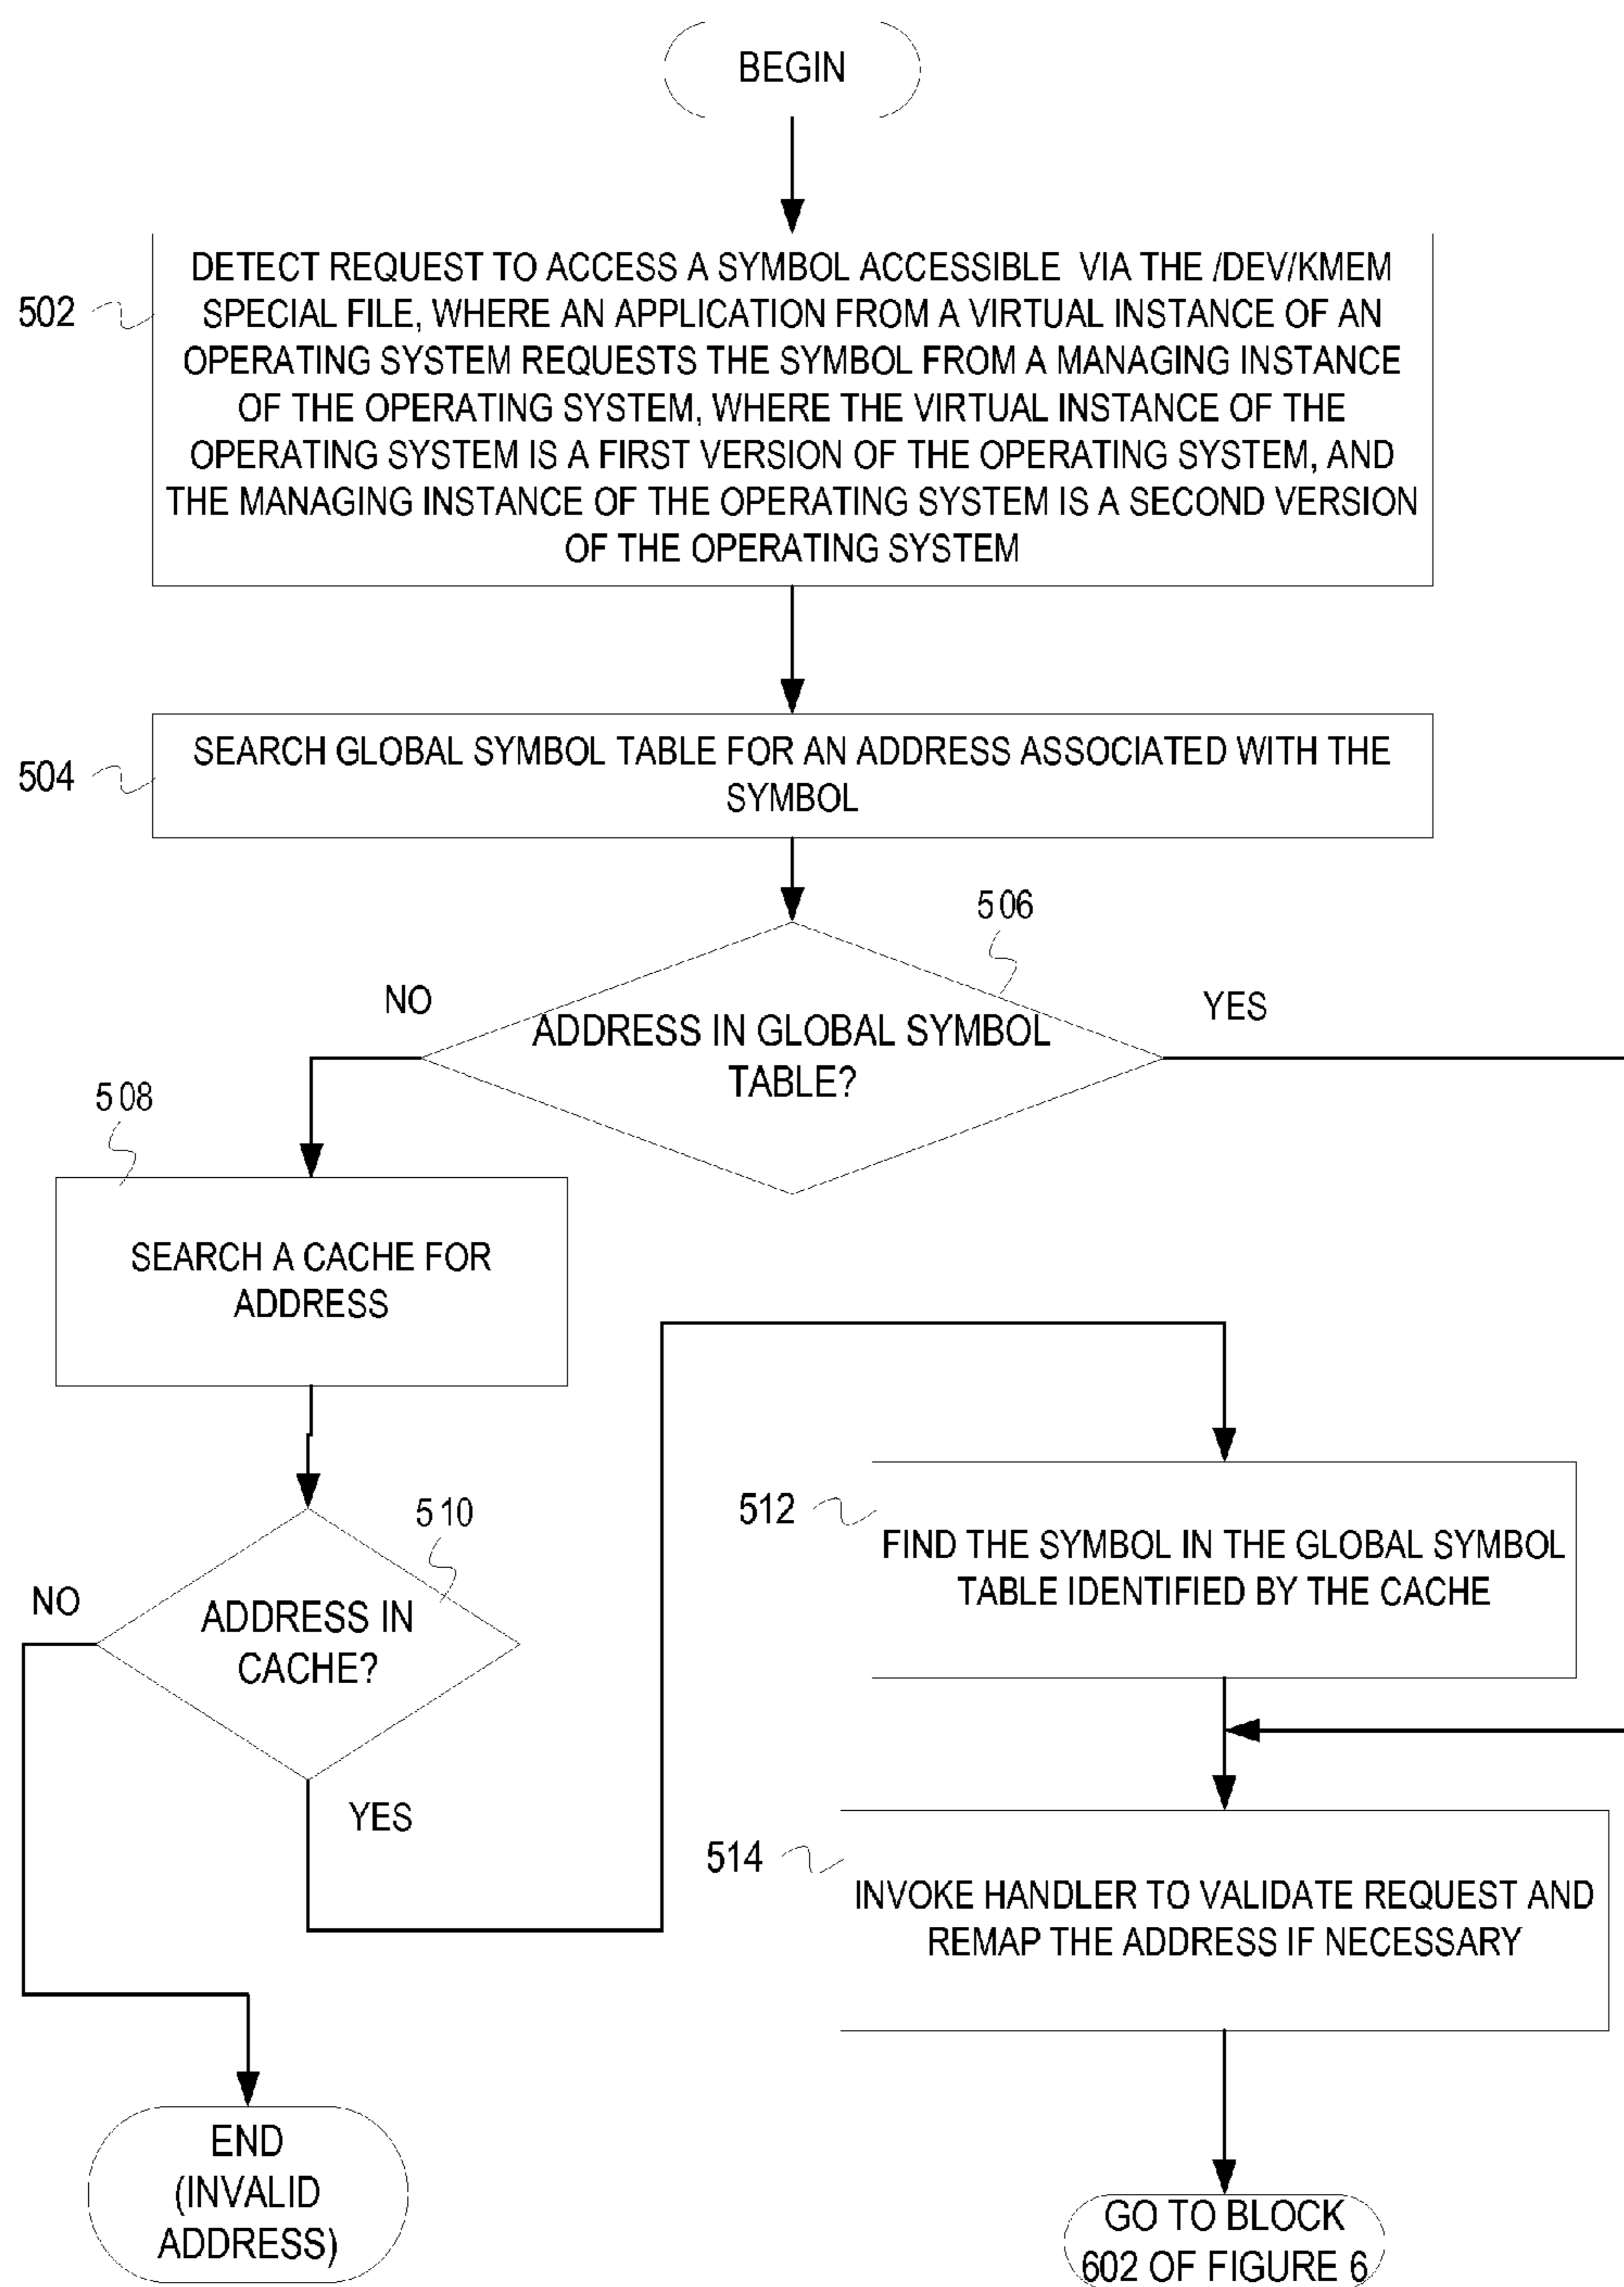 BEGIN
502
DETECT REQUEST TO ACCESS A SYMBOL ACCESSIBLE VIA THE /DEV/KMEM
SPECIAL FILE, WHERE AN APPLICATION FROM A VIRTUAL INSTANCE OF AN
OPERATING SYSTEM REQUESTS THE SYMBOL FROM A MANAGING INSTANCE
OF THE OPERATING SYSTEM, WHERE THE VIRTUAL INSTANCE OF THE
OPERATING SYSTEM IS A FIRST VERSION OF THE OPERATING SYSTEM, AND
THE MANAGING INSTANCE OF THE OPERATING SYSTEM IS A SECOND VERSION
OF THE OPERATING SYSTEM
504
SEARCH GLOBAL SYMBOL TABLE FOR AN ADDRESS ASSOCIATED WITH THE
SYMBOL
506
NO
YES
ADDRESS IN GLOBAL SYMBOL
TABLE?
508
SEARCH A CACHE FOR
ADDRESS
510
NO
ADDRESS IN
CACHE?
YES
512
FIND THE SYMBOL IN THE GLOBAL SYMBOL
TABLE IDENTIFIED BY THE CACHE
514
INVOKE HANDLER TO VALIDATE REQUEST AND
REMAP THE ADDRESS IF NECESSARY
END
(INVALID
ADDRESS)
GO TO BLOCK
602 OF FIGURE 6